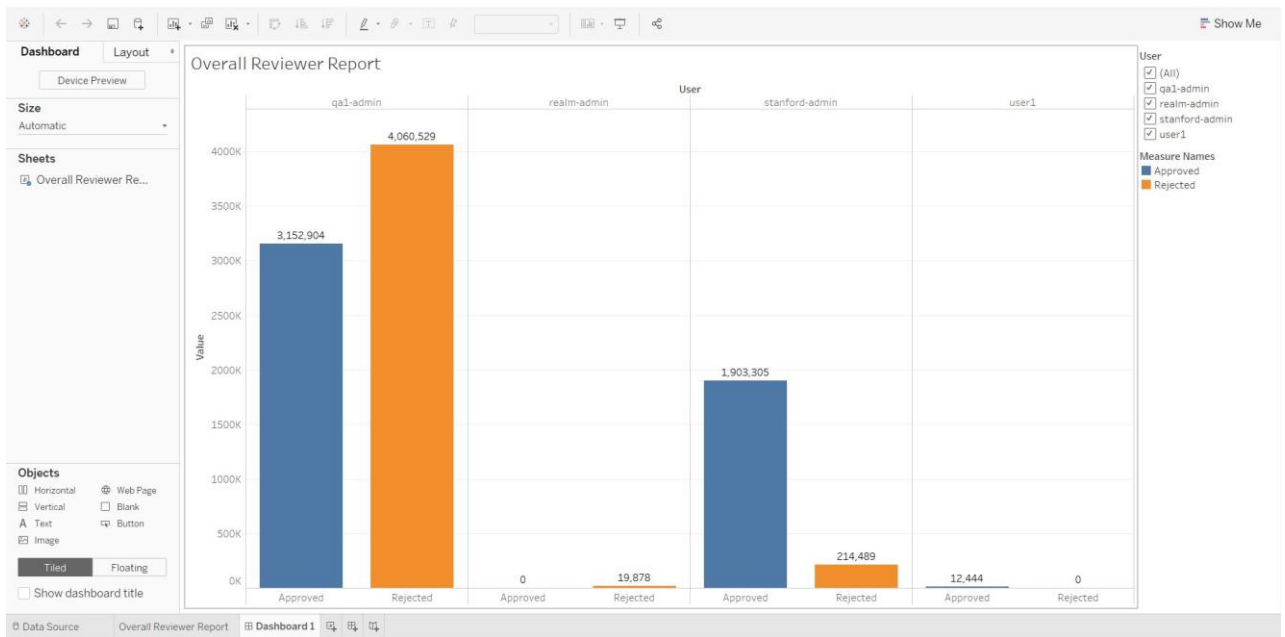 Show Me
Dashboard
Layout
Device Preview
Size
Automatic
Sheets
Overall Reviewer Re...
Objects
Horizontal
Web Page
Vertical
Blank
A Text
Button
Image
Tiled
Floating
Show dashboard title
Overall Reviewer Report
User
qa1-admin
realm-admin
stanford-admin
user1
Value
4000K
3500K
3000K
2500K
2000K
1500K
1000K
500K
0K
3,152,904
4,060,529
0
19,878
1,903,305
214,489
12,444
0
Approved
Rejected
Approved
Rejected
Approved
Rejected
Approved
Rejected
User
(All)
qa1-admin
realm-admin
stanford-admin
user1
Measure Names
Approved
Rejected
Data Source
Overall Reviewer Report
Dashboard 1